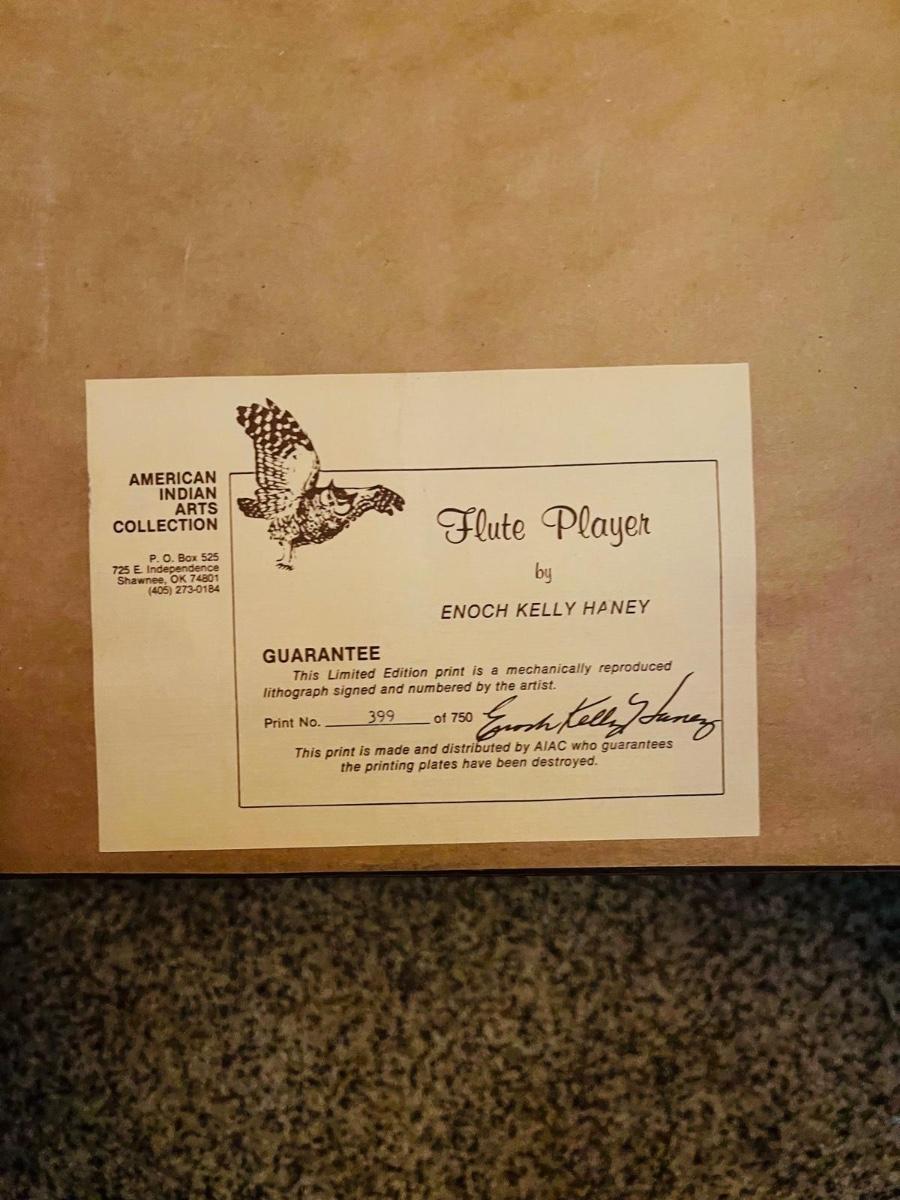 AMERICAN
INDIAN
ARTS
COLLECTION
P. O. Box 525
725 E. Independence
Shawnee, OK 74801
(405) 273-0184
Flute Player
by
ENOCH KELLY HANEY
GUARANTEE
This Limited Edition print is a mechanically reproduced
lithograph signed and numbered by the artist.
Print No. 399 of 750 Enoch Kelly Haney
This print is made and distributed by AIAC who guarantees
the printing plates have been destroyed.